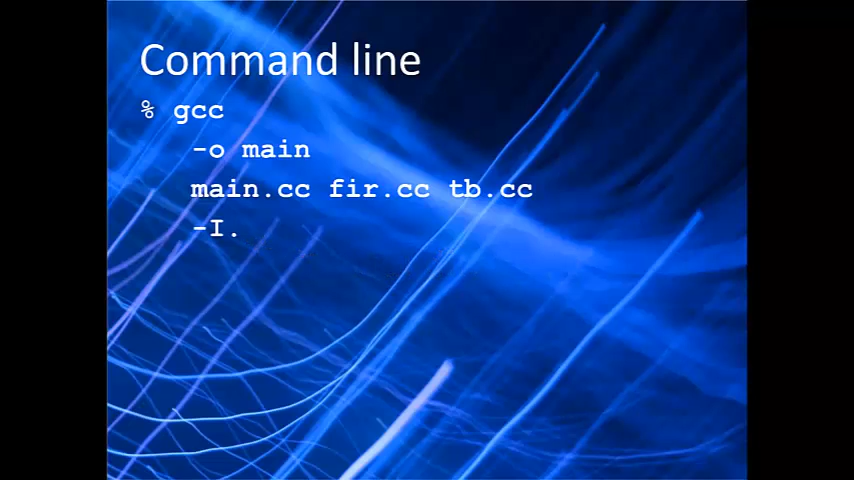 Command line
% gcc
-o main
main.cc fir.cc tb.cc
-I.